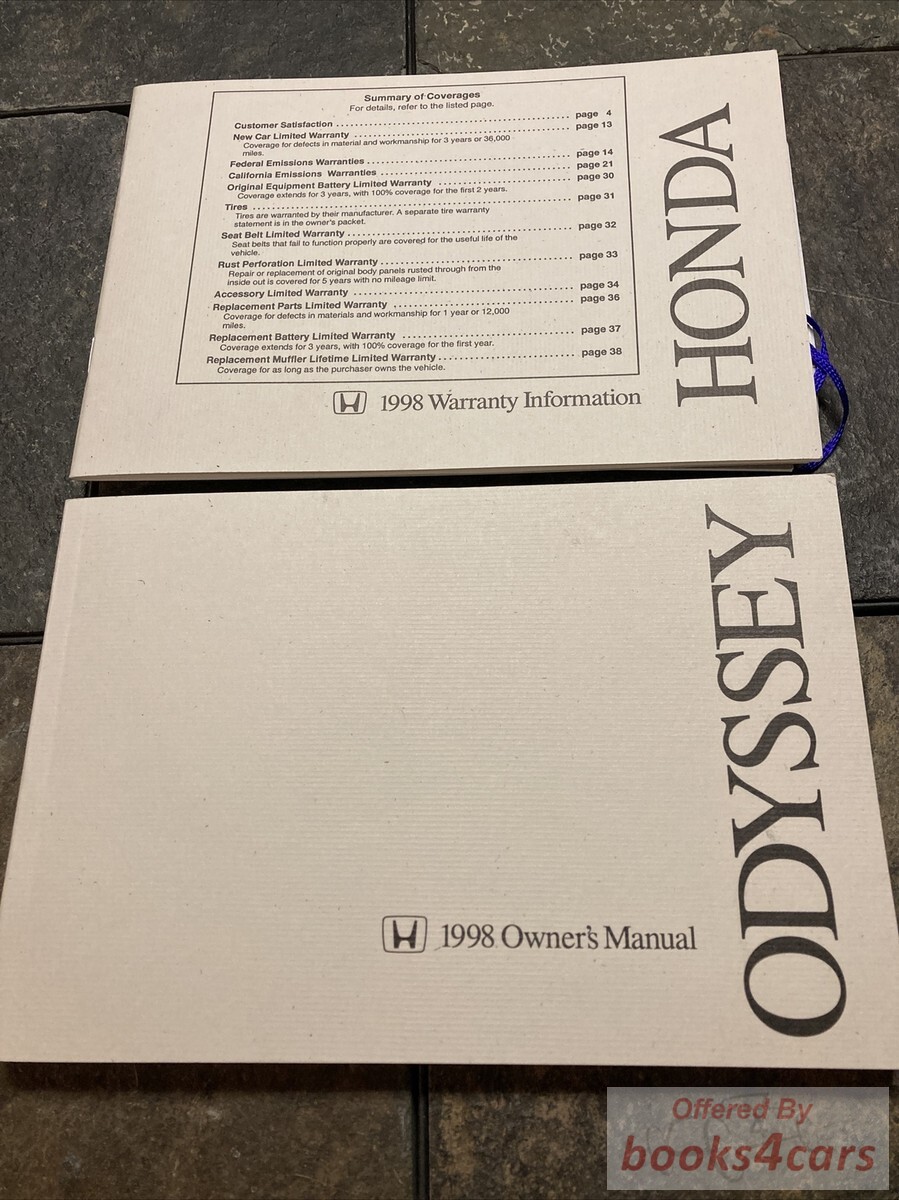 Summary of Coverages
For details, refer to the listed page.
Customer Satisfaction ........ page 4
New Car Limited Warranty ........ page 13
Coverage for defects in material and workmanship for 3 years or 36,000
miles.
Federal Emissions Warranties ........ page 14
California Emissions Warranties ........ page 21
Original Equipment Battery Limited Warranty ........ page 30
Coverage extends for 3 years, with 100% coverage for the first 2 years.
Tires ........ page 31
Tires are warranted by their manufacturer. A separate tire warranty
statement is in the owner's packet.
Seat Belt Limited Warranty ........ page 32
Seat belts that fail to function properly are covered for the useful life of the
vehicle.
Rust Perforation Limited Warranty ........ page 33
Repair or replacement of original body panels rusted through from the
inside out is covered for 5 years with no mileage limit.
Accessory Limited Warranty ........ page 34
Replacement Parts Limited Warranty ........ page 36
Coverage for defects in materials and workmanship for 1 year or 12,000
miles.
Replacement Battery Limited Warranty ........ page 37
Coverage extends for 3 years, with 100% coverage for the first year.
Replacement Muffler Lifetime Limited Warranty ........ page 38
Coverage for as long as the purchaser owns the vehicle.
1998 Warranty Information
HONDA
1998 Owner's Manual
ODYSSEY
Offered By
books4cars